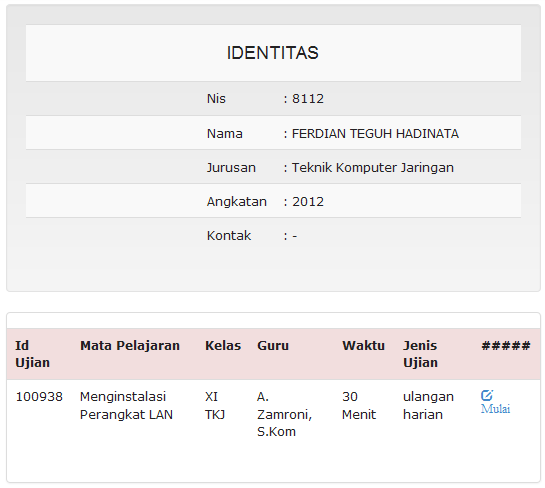 IDENTITAS
Nis : 8112
Nama : FERDIAN TEGUH HADINATA
Jurusan : Teknik Komputer Jaringan
Angkatan : 2012
Kontak : -
Id Ujian Mata Pelajaran Kelas Guru Waktu Jenis Ujian #####
100938 Menginstalasi Perangkat LAN XI TKJ A. Zamroni, S.Kom 30 Menit ulangan harian Mulai